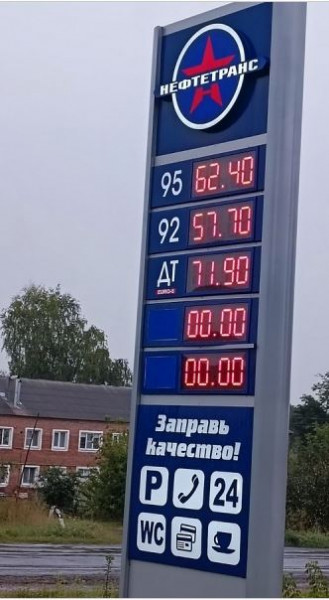 НЕФТЕТРАНС
95 62.40
92 57.70
ДТ 71.90
00.00
00.00
Заправь
качество!
P 24
WC